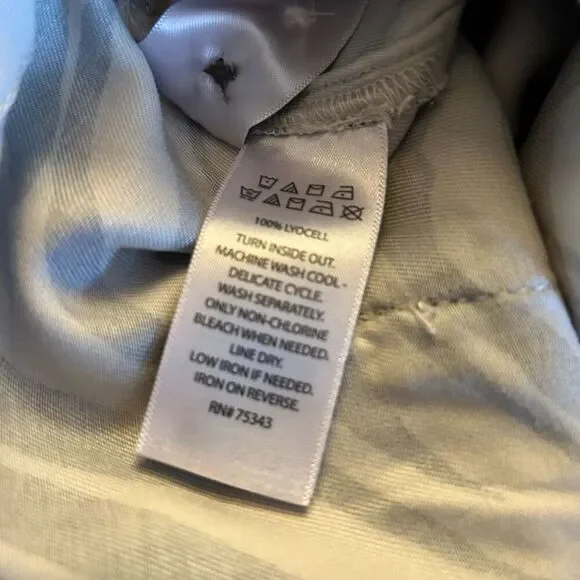 100% LYOCELL
TURN INSIDE OUT.
MACHINE WASH COOL -
DELICATE CYCLE.
WASH SEPARATELY.
ONLY NON-CHLORINE
BLEACH WHEN NEEDED.
LINE DRY.
LOW IRON IF NEEDED.
IRON ON REVERSE.
RN# 75343